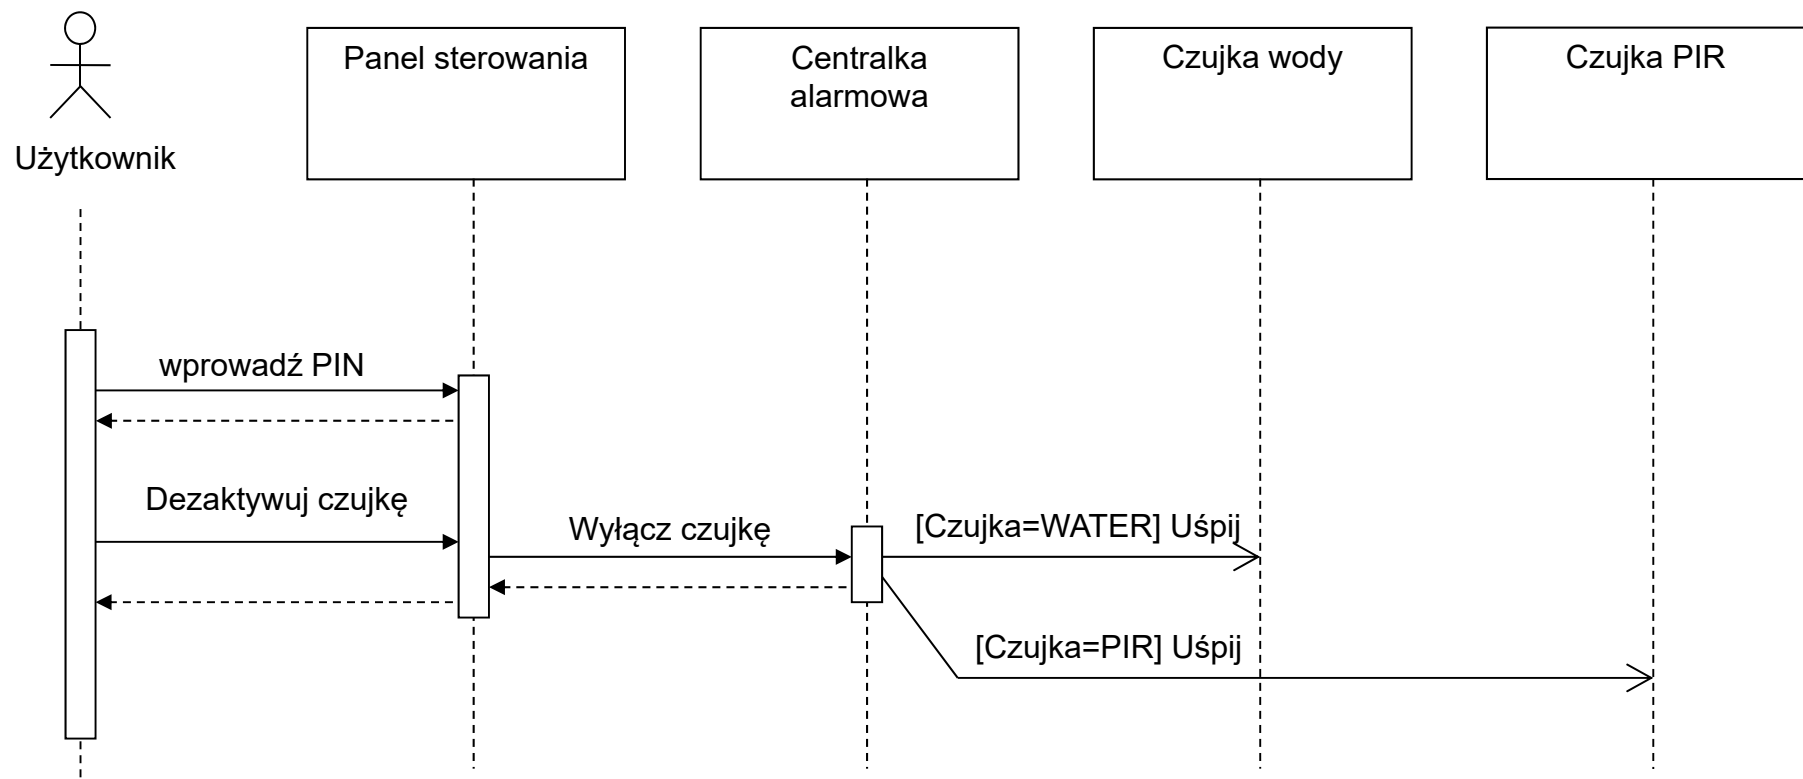 Użytkownik
Panel sterowania
Centralka
alarmowa
Czujka wody
Czujka PIR
wprowadź PIN
Dezaktywuj czujkę
Wyłącz czujkę
[Czujka=WATER] Uśpij
[Czujka=PIR] Uśpij